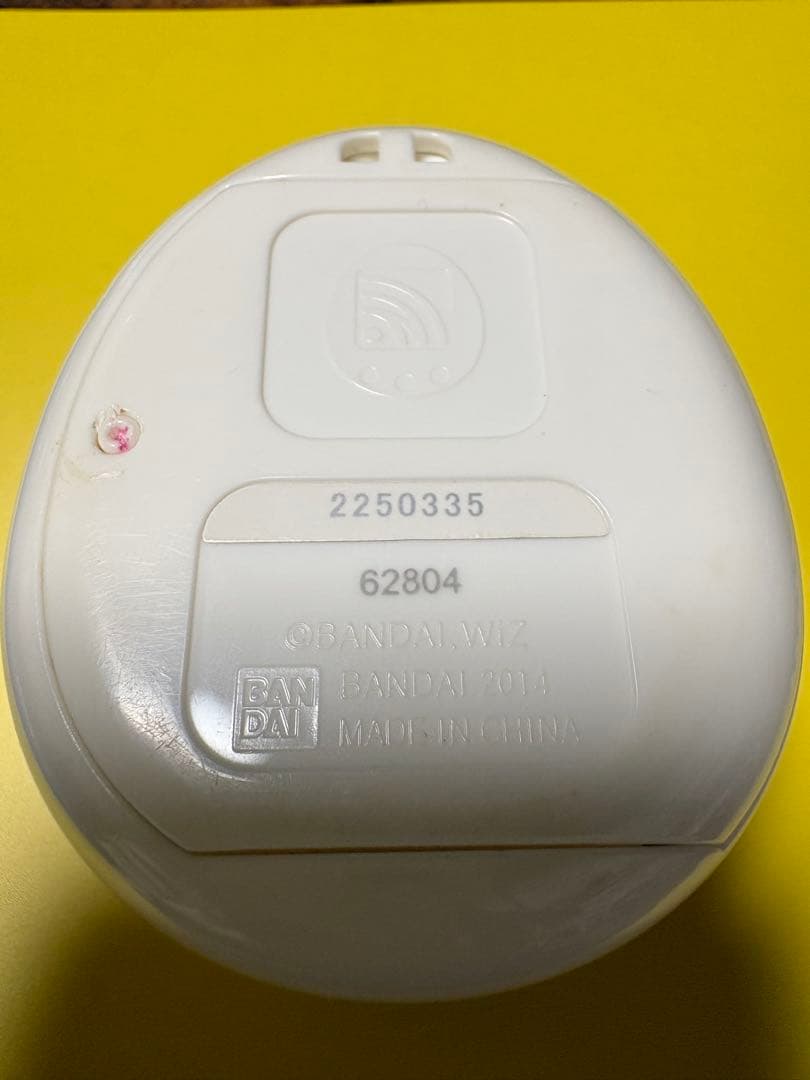 2250335
62804
©BANDAI,WiZ
BAN
DAI
BANDAI 2014
MADE IN CHINA